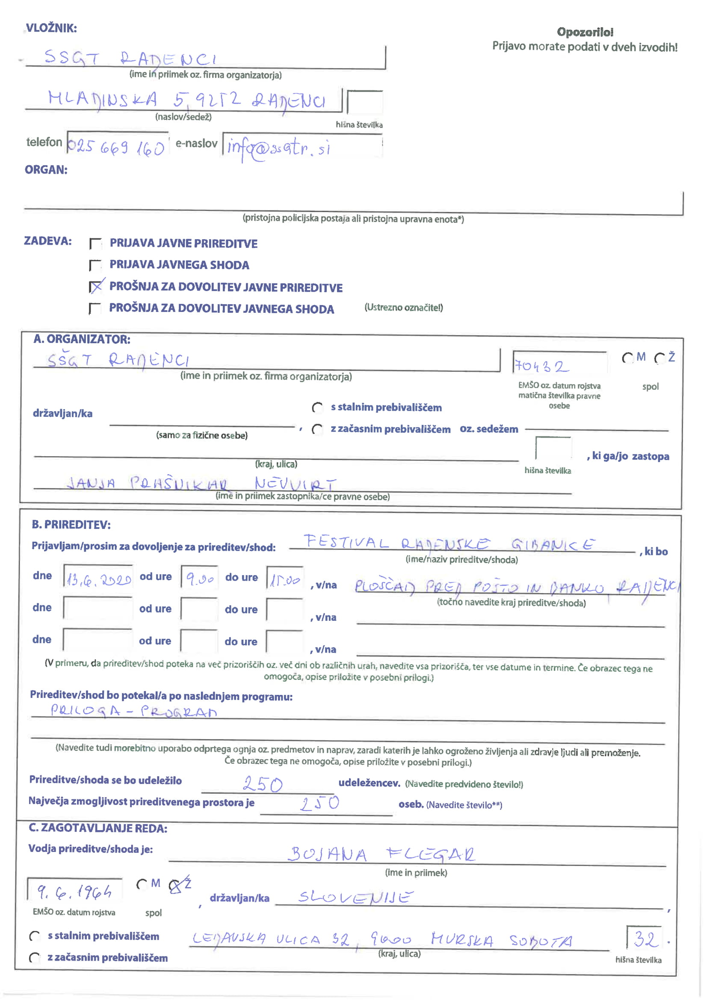 VLOŽNIK:
Opozorilo!
Prijavo morate podati v dveh izvodih!
SSGT RADENCI
(ime in priimek oz. firma organizatorja)
MLADINSKA 5, 9252 RADENCI
(naslov/sedež)
hišna številka
telefon 025 669 160 e-naslov info@ssgtr.si
ORGAN:
(pristojna policijska postaja ali pristojna upravna enota*)
ZADEVA: PRIJAVA JAVNE PRIREDITVE
PRIJAVA JAVNEGA SHODA
PROŠNJA ZA DOVOLITEV JAVNE PRIREDITVE
PROŠNJA ZA DOVOLITEV JAVNEGA SHODA (Ustrezno označite!)
A. ORGANIZATOR:
SŠGT RADENCI 70432 M Ž
(ime in priimek oz. firma organizatorja)
EMŠO oz. datum rojstva
matična številka pravne
osebe
spol
državljan/ka
s stalnim prebivališčem
(samo za fizične osebe)
, z začasnim prebivališčem oz. sedežem
(kraj, ulica)
hišna številka
, ki ga/jo zastopa
JANJA PRAŠNIKAR NEUVIRT
(ime in priimek zastopnika/ce pravne osebe)
B. PRIREDITEV:
Prijavljam/prosim za dovoljenje za prireditev/shod: FESTIVAL RADENSKE GIBANICE , ki bo
(ime/naziv prireditve/shoda)
dne 13.6.2020 od ure 9.00 do ure 15.00 , v/na PLOŠČAD PRED POŠTO IN BANKO, RADENCI
(točno navedite kraj prireditve/shoda)
dne od ure do ure , v/na
dne od ure do ure , v/na
(V primeru, da prireditev/shod poteka na več prizoriščih oz. več dni ob različnih urah, navedite vsa prizorišča, ter vse datume in termine. Če obrazec tega ne
omogoča, opise priložite v posebni prilogi.)
Prireditev/shod bo potekal/a po naslednjem programu:
PRILOGA - PROGRAM
(Navedite tudi morebitno uporabo odprtega ognja oz. predmetov in naprav, zaradi katerih je lahko ogroženo življenja ali zdravje ljudi ali premoženje.
Če obrazec tega ne omogoča, opise priložite v posebni prilogi.)
Prireditve/shoda se bo udeležilo 250 udeležencev. (Navedite predvideno število!)
Največja zmogljivost prireditvenega prostora je 250 oseb. (Navedite število**)
C. ZAGOTAVLJANJE REDA:
Vodja prireditve/shoda je: BOJANA FLEGAR
(ime in priimek)
9.6.1964 M Ž , državljan/ka SLOVENIJE ,
EMŠO oz. datum rojstva spol
s stalnim prebivališčem LEDAVSKA ULICA 32, 9000 MURSKA SOBOTA 32 .
z začasnim prebivališčem (kraj, ulica) hišna številka